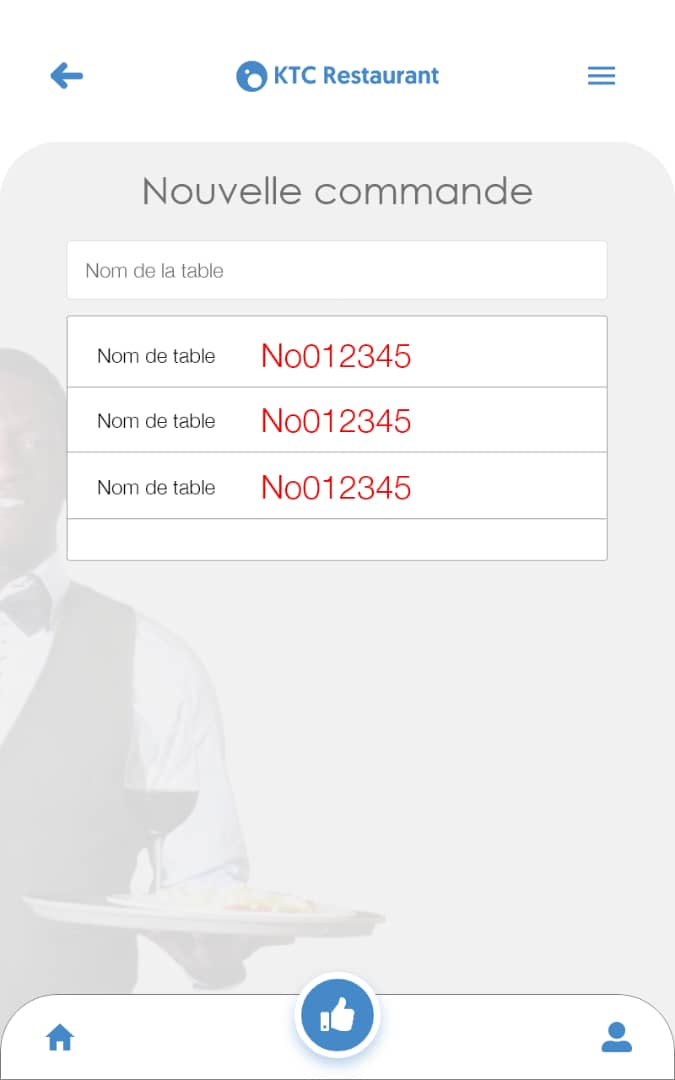 KTC Restaurant
Nouvelle commande
Nom de la table
Nom de table No012345
Nom de table No012345
Nom de table No012345